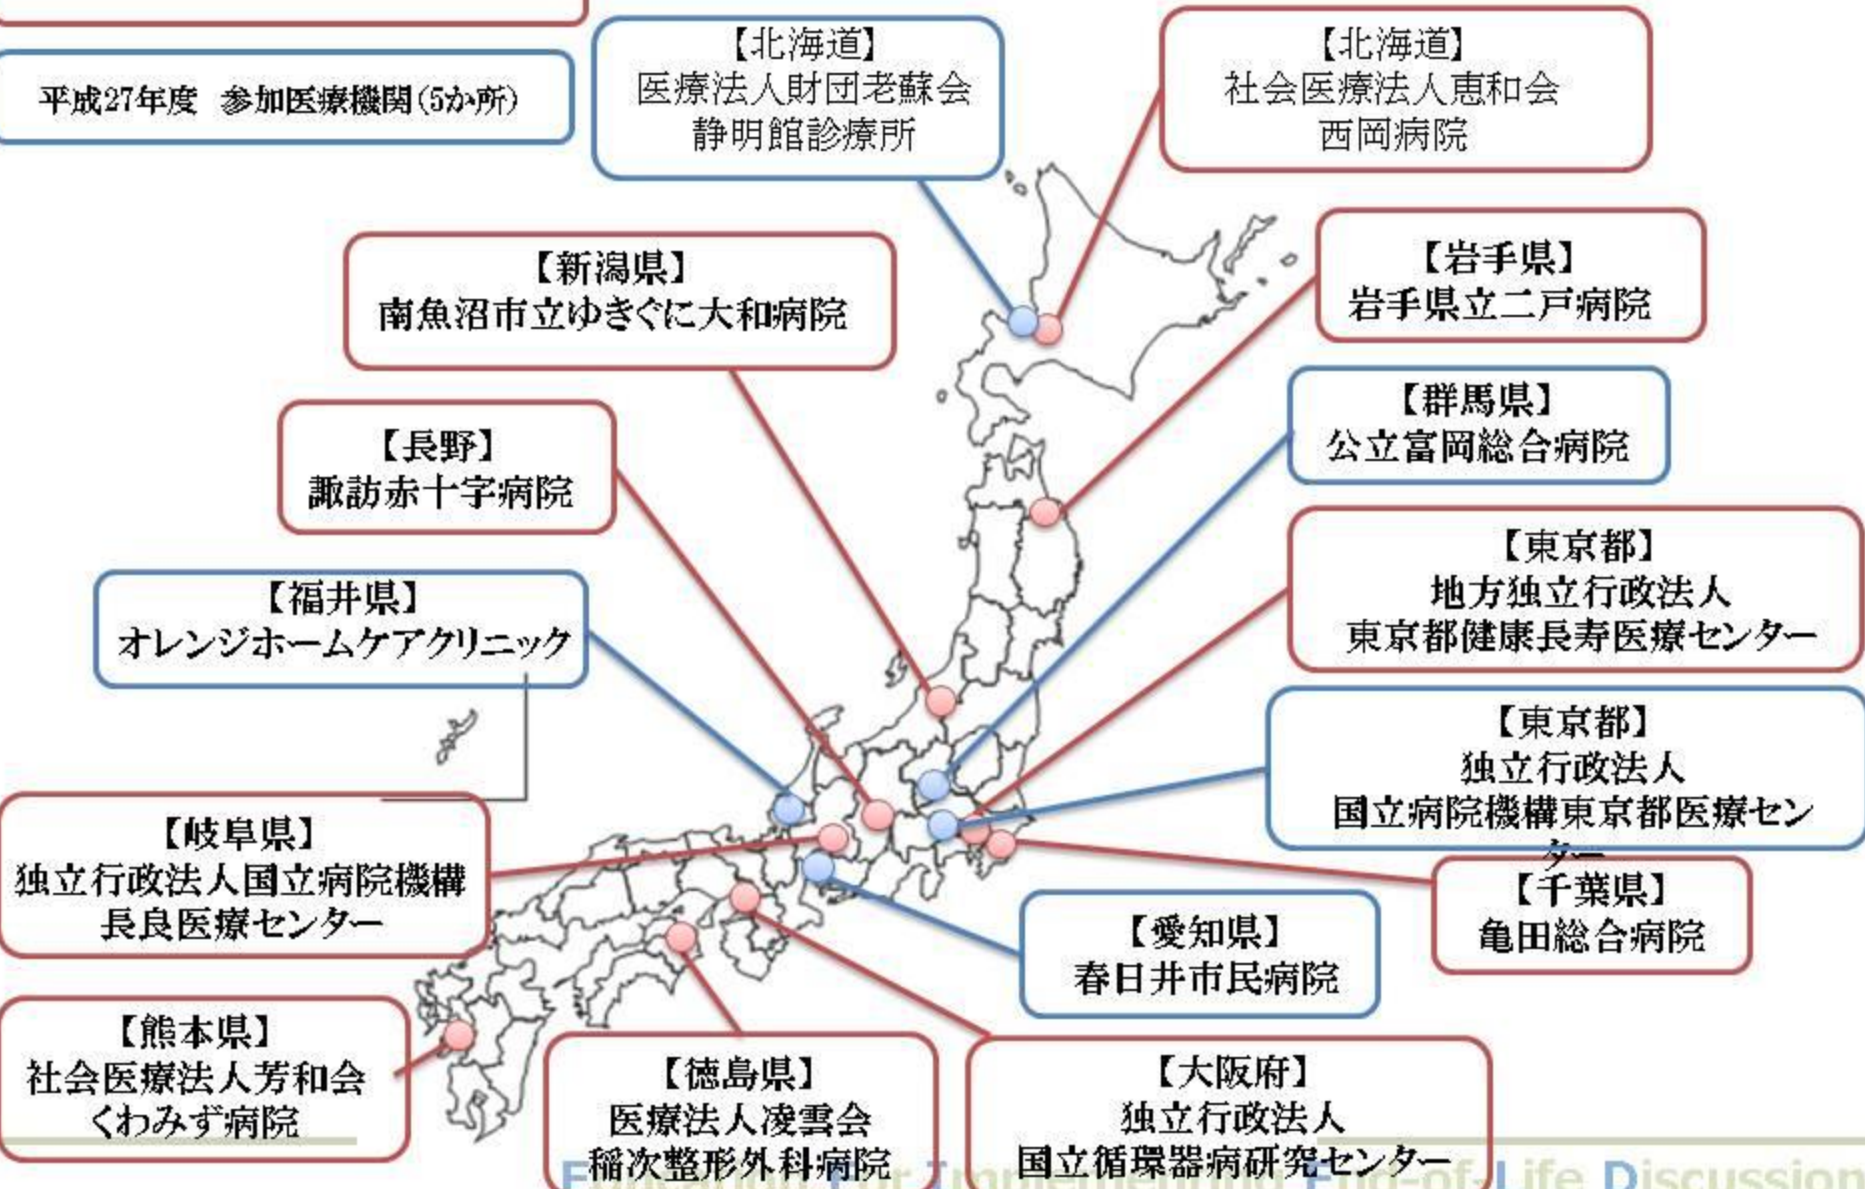 平成27年度 参加医療機関(5か所)
【北海道】
医療法人財団老蘇会
静明館診療所
【北海道】
社会医療法人恵和会
西岡病院
【新潟県】
南魚沼市立ゆきぐに大和病院
【岩手県】
岩手県立二戸病院
【長野】
諏訪赤十字病院
【群馬県】
公立富岡総合病院
【福井県】
オレンジホームケアクリニック
【東京都】
地方独立行政法人
東京都健康長寿医療センター
【東京都】
独立行政法人
国立病院機構東京都医療セン
ター
【岐阜県】
独立行政法人国立病院機構
長良医療センター
【千葉県】
亀田総合病院
【愛知県】
春日井市民病院
【熊本県】
社会医療法人芳和会
くわみず病院
【徳島県】
医療法人凌雲会
稲次整形外科病院
【大阪府】
独立行政法人
国立循環器病研究センター
Education For Implementing End-of-Life Discussion